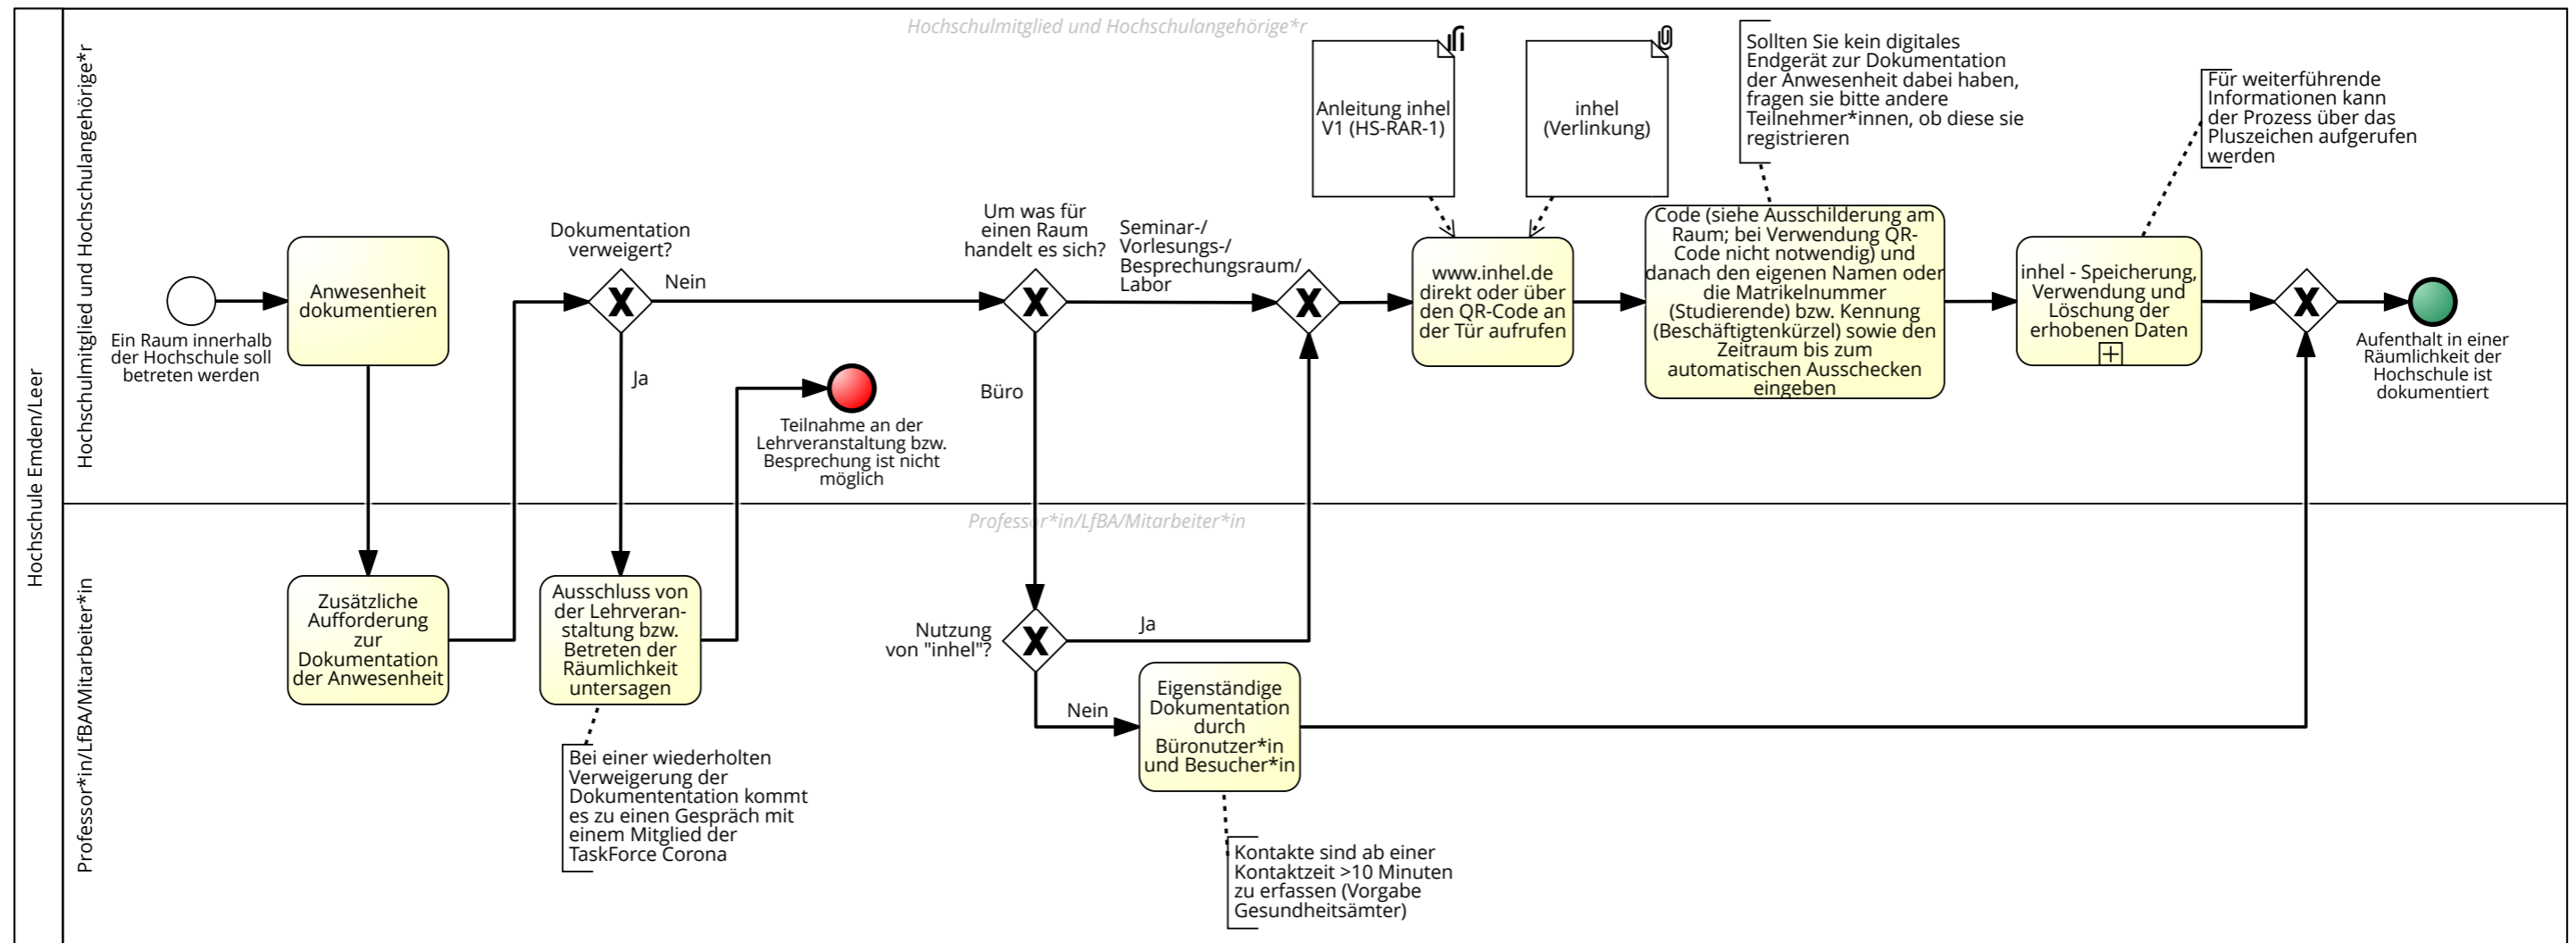 Hochschule Emden/Leer
Hochschulmitglied und Hochschulangehörige*r
Hochschulmitglied und Hochschulangehörige*r
Ein Raum innerhalb
der Hochschule soll
betreten werden
Anwesenheit
dokumentieren
Dokumentation
verweigert?
Nein
Ja
Teilnahme an der
Lehrveranstaltung bzw.
Besprechung ist nicht
möglich
Um was für
einen Raum
handelt es sich?
Seminar-/
Vorlesungs-/
Besprechungsraum/
Labor
Büro
Anleitung inhel
V1 (HS-RAR-1)
inhel
(Verlinkung)
www.inhel.de
direkt oder über
den QR-Code an
der Tür aufrufen
Sollten Sie kein digitales
Endgerät zur Dokumentation
der Anwesenheit dabei haben,
fragen sie bitte andere
Teilnehmer*innen, ob diese sie
registrieren
Code (siehe Ausschilderung am
Raum; bei Verwendung QR-
Code nicht notwendig) und
danach den eigenen Namen oder
die Matrikelnummer
(Studierende) bzw. Kennung
(Beschäftigtenkürzel) sowie den
Zeitraum bis zum
automatischen Ausschecken
eingeben
Für weiterführende
Informationen kann
der Prozess über das
Pluszeichen aufgerufen
werden
inhel - Speicherung,
Verwendung und
Löschung der
erhobenen Daten
Aufenthalt in einer
Räumlichkeit der
Hochschule ist
dokumentiert
Professor*in/LfBA/Mitarbeiter*in
Professor*in/LfBA/Mitarbeiter*in
Zusätzliche
Aufforderung
zur
Dokumentation
der Anwesenheit
Ausschluss von
der Lehrveran-
staltung bzw.
Betreten der
Räumlichkeit
untersagen
Bei einer wiederholten
Verweigerung der
Dokumententation kommt
es zu einen Gespräch mit
einem Mitglied der
TaskForce Corona
Nutzung
von "inhel"?
Ja
Nein
Eigenständige
Dokumentation
durch
Büronutzer*in
und Besucher*in
Kontakte sind ab einer
Kontaktzeit >10 Minuten
zu erfassen (Vorgabe
Gesundheitsämter)